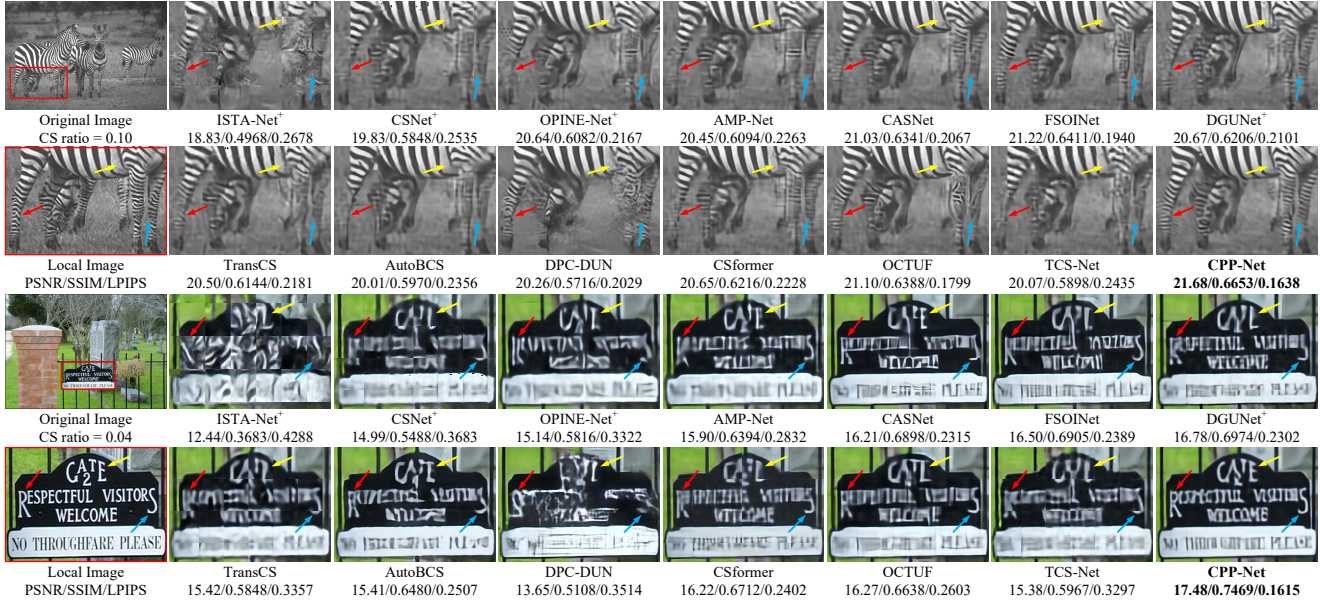 Original Image ISTA-Net+ CSNet+ OPINE-Net+ AMP-Net CASNet FSOINet DGUNet+
CS ratio = 0.10 18.83/0.4968/0.2678 19.83/0.5848/0.2535 20.64/0.6082/0.2167 20.45/0.6094/0.2263 21.03/0.6341/0.2067 21.22/0.6411/0.1940 20.67/0.6206/0.2101
Local Image TransCS AutoBCS DPC-DUN CSformer OCTUF TCS-Net CPP-Net
PSNR/SSIM/LPIPS 20.50/0.6144/0.2181 20.01/0.5970/0.2356 20.26/0.5716/0.2029 20.65/0.6216/0.2228 21.10/0.6388/0.1799 20.07/0.5898/0.2435 21.68/0.6653/0.1638
Original Image ISTA-Net+ CSNet+ OPINE-Net+ AMP-Net CASNet FSOINet DGUNet+
CS ratio = 0.04 12.44/0.3683/0.4288 14.99/0.5488/0.3683 15.14/0.5816/0.3322 15.90/0.6394/0.2832 16.21/0.6898/0.2315 16.50/0.6905/0.2389 16.78/0.6974/0.2302
GATE
2
RESPECTFUL VISITORS
WELCOME
NO THROUGHFARE PLEASE
Local Image TransCS AutoBCS DPC-DUN CSformer OCTUF TCS-Net CPP-Net
PSNR/SSIM/LPIPS 15.42/0.5848/0.3357 15.41/0.6480/0.2507 13.65/0.5108/0.3514 16.22/0.6712/0.2402 16.27/0.6638/0.2603 15.38/0.5967/0.3297 17.48/0.7469/0.1615